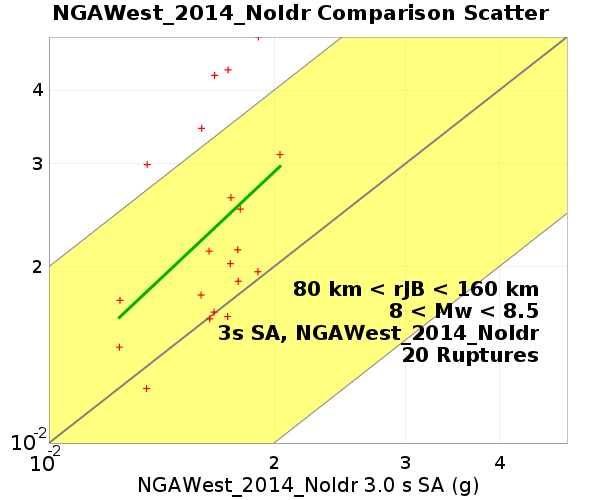 NGAWest_2014_NoIdr Comparison Scatter
4
3
2
10-2
80 km < rJB < 160 km
8 < Mw < 8.5
3s SA, NGAWest_2014_NoIdr
20 Ruptures
10-2 2 3 4
NGAWest_2014_NoIdr 3.0 s SA (g)